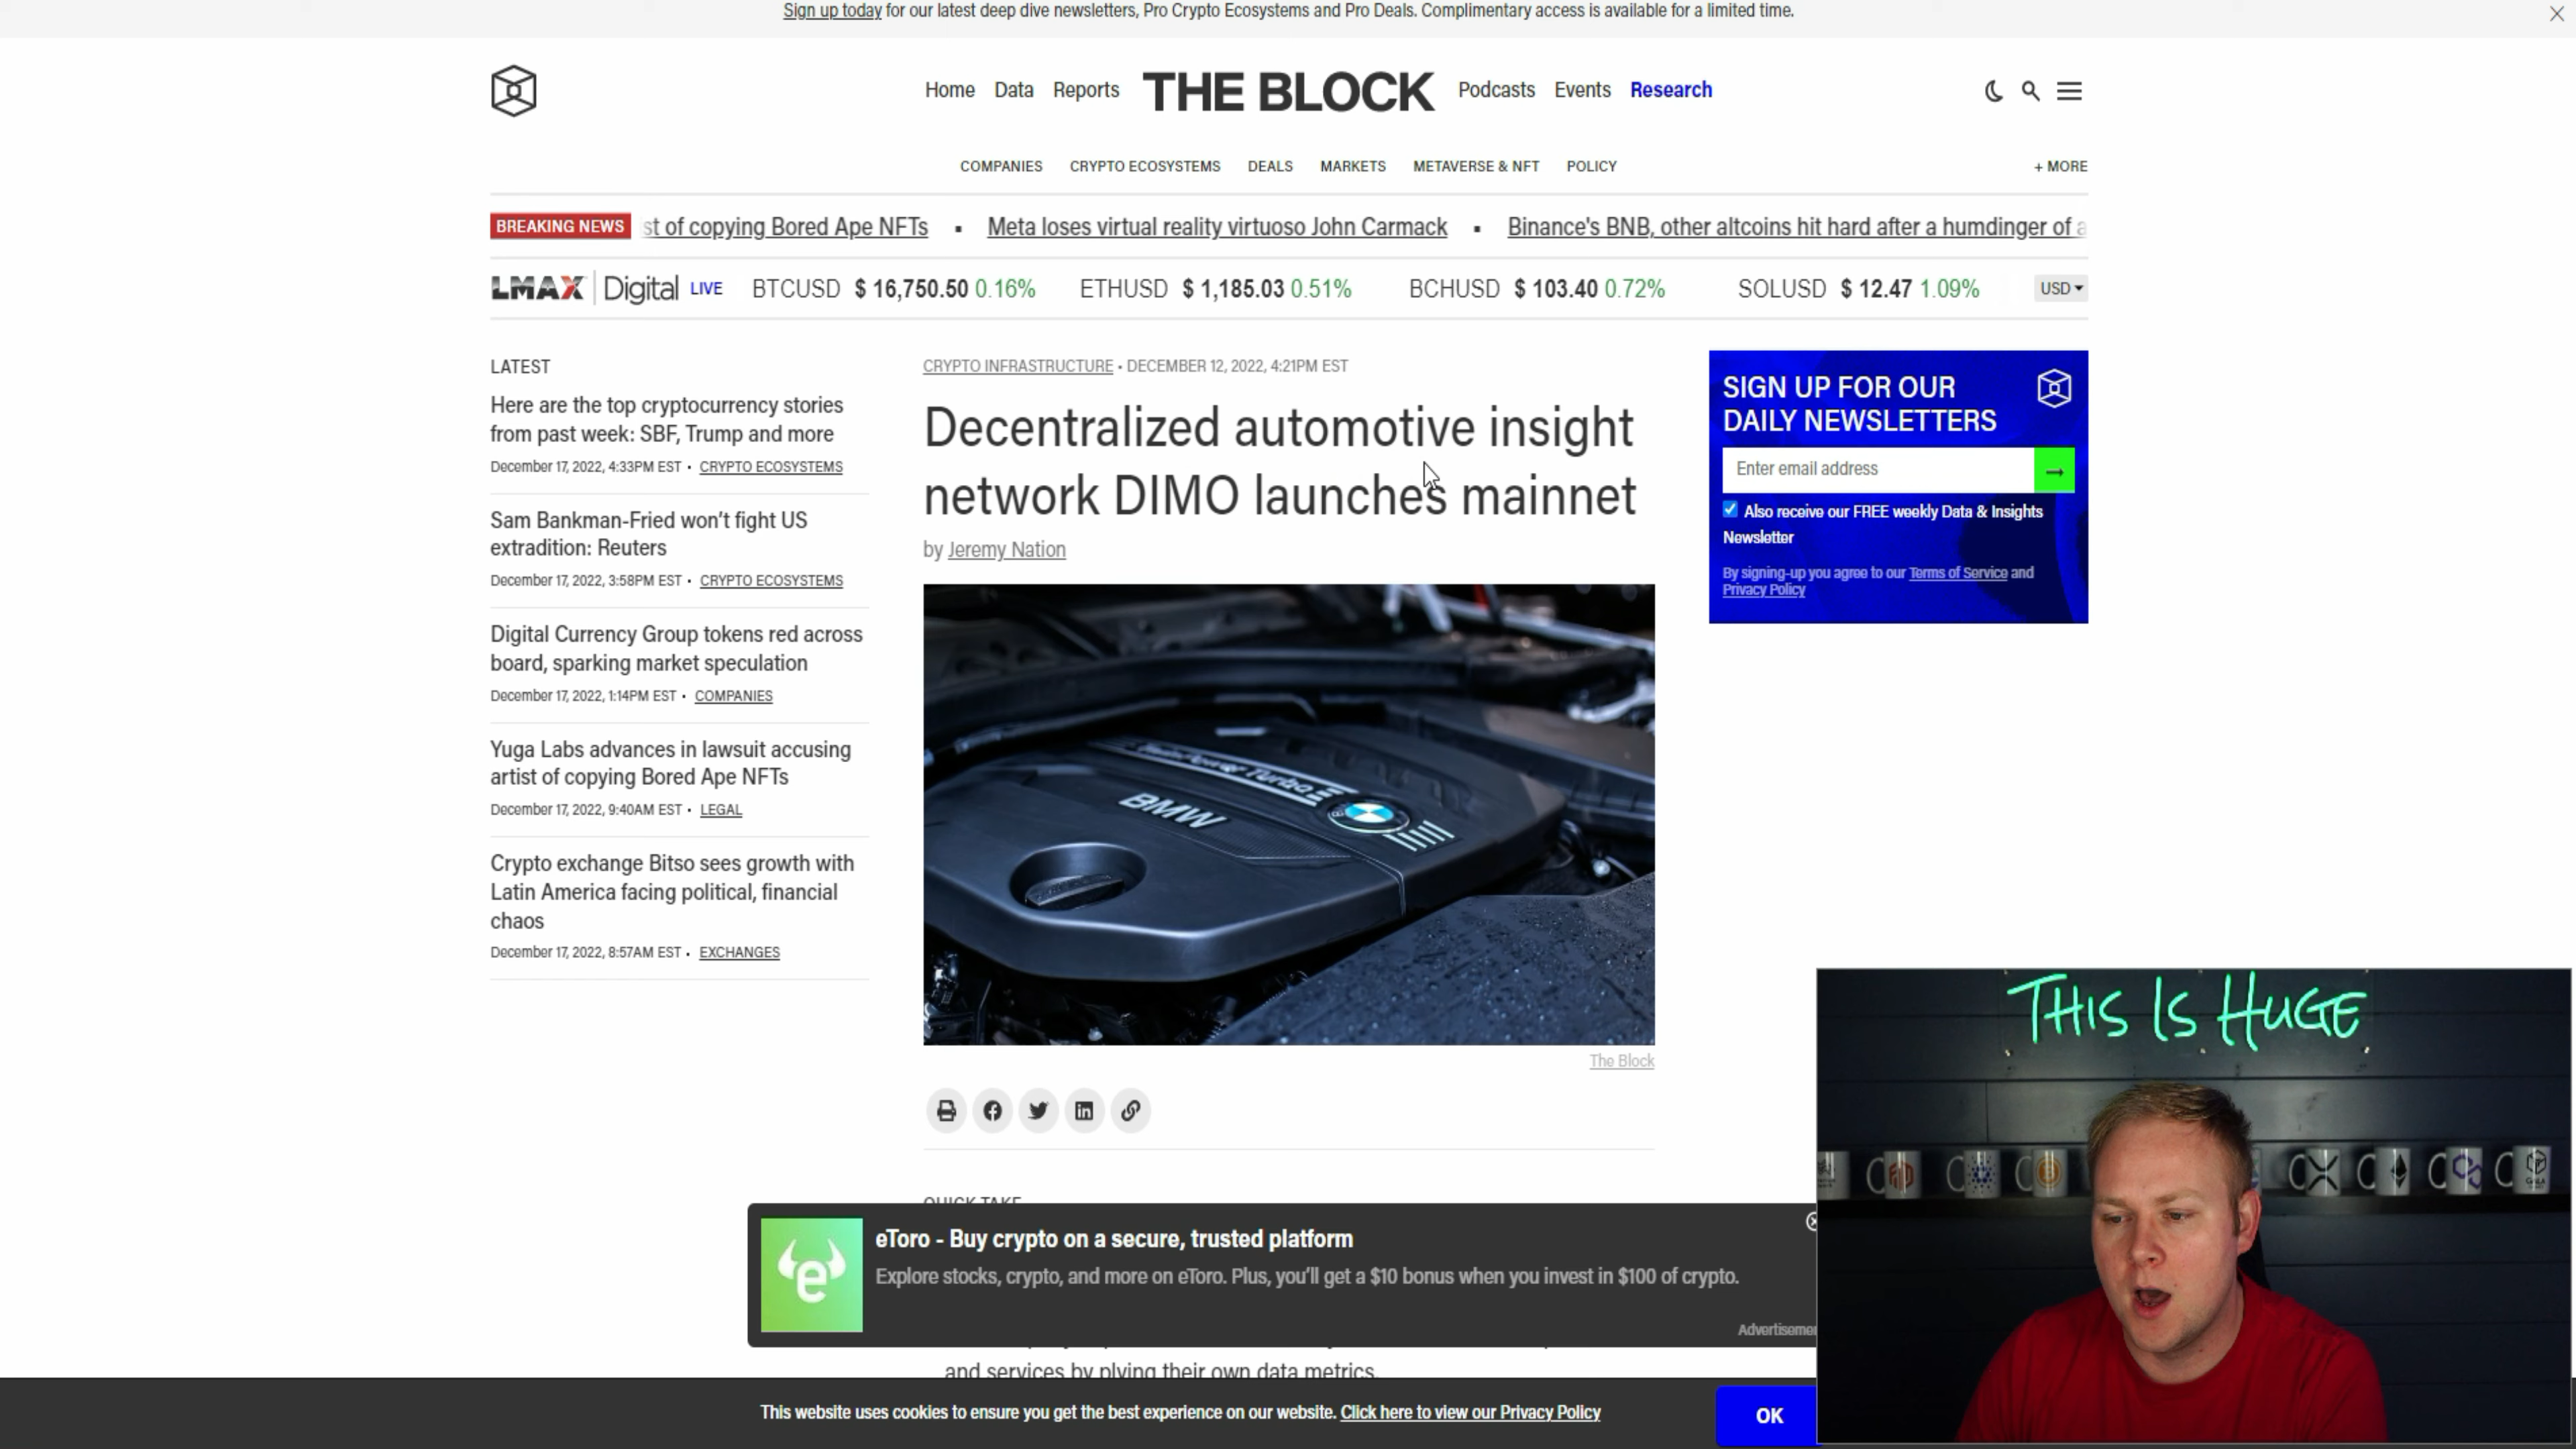 Sign up today for our latest deep dive newsletters, Pro Crypto Ecosystems and Pro Deals. Complimentary access is available for a limited time.
Home Data Reports THE BLOCK Podcasts Events Research
COMPANIES CRYPTO ECOSYSTEMS DEALS MARKETS METAVERSE & NFT POLICY + MORE
BREAKING NEWS st of copying Bored Ape NFTs ▪ Meta loses virtual reality virtuoso John Carmack ▪ Binance's BNB, other altcoins hit hard after a humdinger of a
LMAX Digital LIVE BTCUSD $ 16,750.50 0.16% ETHUSD $ 1,185.03 0.51% BCHUSD $ 103.40 0.72% SOLUSD $ 12.47 1.09% USD
LATEST
Here are the top cryptocurrency stories
from past week: SBF, Trump and more
December 17, 2022, 4:33PM EST • CRYPTO ECOSYSTEMS
Sam Bankman-Fried won’t fight US
extradition: Reuters
December 17, 2022, 3:58PM EST • CRYPTO ECOSYSTEMS
Digital Currency Group tokens red across
board, sparking market speculation
December 17, 2022, 1:14PM EST • COMPANIES
Yuga Labs advances in lawsuit accusing
artist of copying Bored Ape NFTs
December 17, 2022, 9:40AM EST • LEGAL
Crypto exchange Bitso sees growth with
Latin America facing political, financial
chaos
December 17, 2022, 8:57AM EST • EXCHANGES
CRYPTO INFRASTRUCTURE • DECEMBER 12, 2022, 4:21PM EST
Decentralized automotive insight
network DIMO launches mainnet
by Jeremy Nation
BMW
The Block
QUICK TAKE
and services by plying their own data metrics.
SIGN UP FOR OUR
DAILY NEWSLETTERS
Enter email address
Also receive our FREE weekly Data & Insights
Newsletter
By signing-up you agree to our Terms of Service and
Privacy Policy
eToro - Buy crypto on a secure, trusted platform
Explore stocks, crypto, and more on eToro. Plus, you'll get a $10 bonus when you invest in $100 of crypto.
Advertisemen
This website uses cookies to ensure you get the best experience on our website. Click here to view our Privacy Policy
OK
THIS IS HUGE